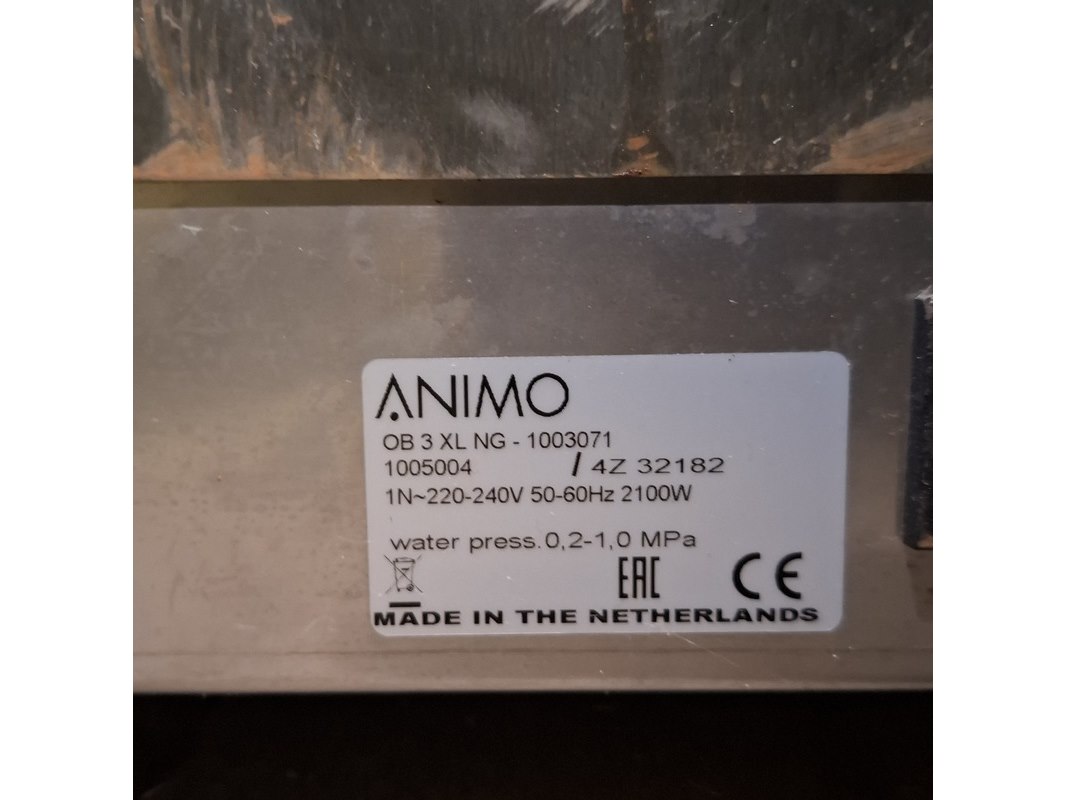 ANIMO
OB 3 XL NG - 1003071
1005004 / 4Z 32182
1N~220-240V 50-60Hz 2100W
water press.0,2-1,0 MPa
EAC CE
MADE IN THE NETHERLANDS